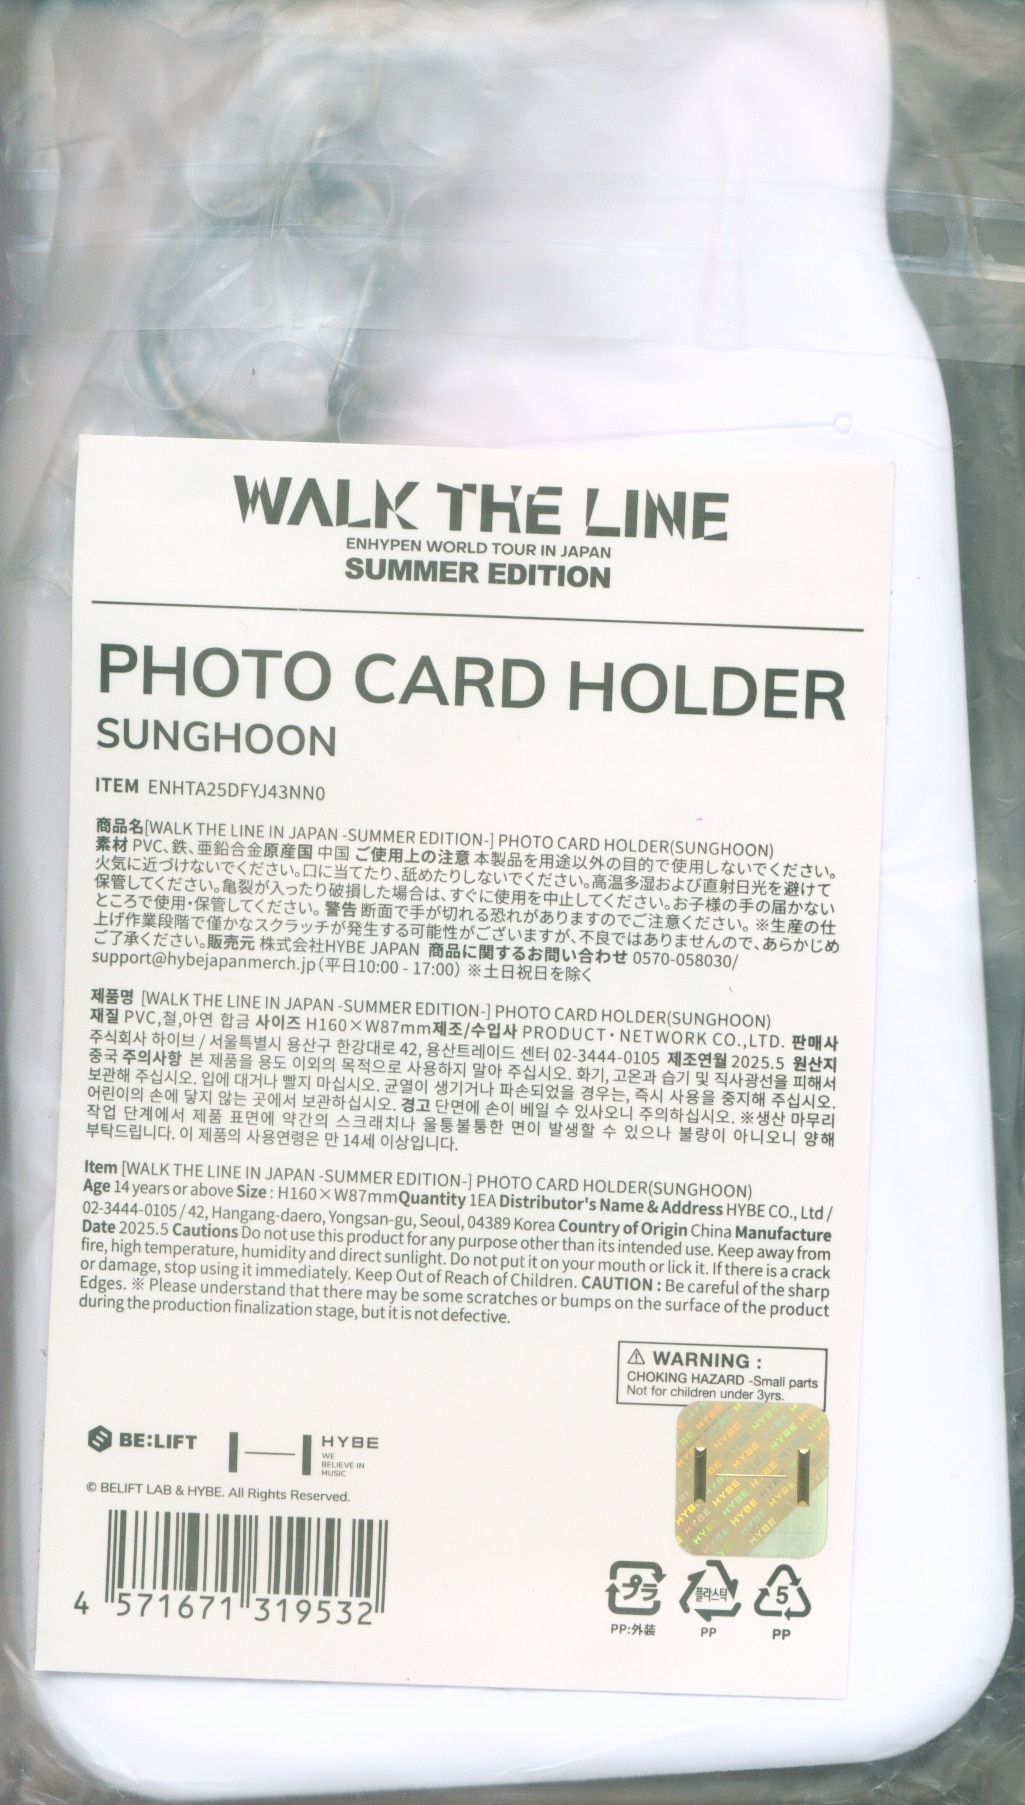 WALK THE LINE
ENHYPEN WORLD TOUR IN JAPAN
SUMMER EDITION
PHOTO CARD HOLDER
SUNGHOON
ITEM ENHTA25DFYJ43NN0
商品名[WALK THE LINE IN JAPAN -SUMMER EDITION-] PHOTO CARD HOLDER(SUNGHOON)
素材 PVC、鉄、亜鉛合金原産国 中国 ご使用上の注意 本製品を用途以外の目的で使用しないでください。
火気に近づけないでください。口に当てたり、舐めたりしないでください。高温多湿および直射日光を避けて
保管してください。亀裂が入ったり破損した場合は、すぐに使用を中止してください。お子様の手の届かない
ところで使用・保管してください。警告 断面で手が切れる恐れがありますのでご注意ください。 ※生産の仕
上げ作業段階で僅かなスクラッチが発生する可能性がございますが、不良ではありませんので、あらかじめ
ご了承ください。販売元 株式会社HYBE JAPAN 商品に関するお問い合わせ 0570-058030/
support@hybejapanmerch.jp(平日10:00 - 17:00) ※土日祝日を除く
제품명 [WALK THE LINE IN JAPAN -SUMMER EDITION-] PHOTO CARD HOLDER(SUNGHOON)
재질 PVC,철,아연 합금 사이즈 H160×W87mm제조/수입사 PRODUCT・NETWORK CO.,LTD. 판매사
주식회사 하이브 / 서울특별시 용산구 한강대로 42, 용산트레이드 센터 02-3444-0105 제조연월 2025.5 원산지
중국 주의사항 본 제품을 용도 이외의 목적으로 사용하지 말아 주십시오. 화기, 고온과 습기 및 직사광선을 피해서
보관해 주십시오. 입에 대거나 빨지 마십시오. 균열이 생기거나 파손되었을 경우는, 즉시 사용을 중지해 주십시오.
어린이의 손에 닿지 않는 곳에서 보관하십시오. 경고 단면에 손이 베일 수 있사오니 주의하십시오. ※생산 마무리
작업 단계에서 제품 표면에 약간의 스크래치나 울퉁불퉁한 면이 발생할 수 있으나 불량이 아니오니 양해
부탁드립니다. 이 제품의 사용연령은 만 14세 이상입니다.
Item [WALK THE LINE IN JAPAN -SUMMER EDITION-] PHOTO CARD HOLDER(SUNGHOON)
Age 14 years or above Size : H160×W87mmQuantity 1EA Distributor's Name & Address HYBE CO., Ltd /
02-3444-0105 / 42, Hangang-daero, Yongsan-gu, Seoul, 04389 Korea Country of Origin China Manufacture
Date 2025.5 Cautions Do not use this product for any purpose other than its intended use. Keep away from
fire, high temperature, humidity and direct sunlight. Do not put it on your mouth or lick it. If there is a crack
or damage, stop using it immediately. Keep Out of Reach of Children. CAUTION : Be careful of the sharp
Edges. ※ Please understand that there may be some scratches or bumps on the surface of the product
during the production finalization stage, but it is not defective.
⚠ WARNING :
CHOKING HAZARD -Small parts
Not for children under 3yrs.
BE:LIFT
HYBE
WE
BELIEVE IN
MUSIC
© BELIFT LAB & HYBE. All Rights Reserved.
HYBE HYBE HYBE
4 571671 319532
プラ
PP:外装
플라스틱
PP
5
PP